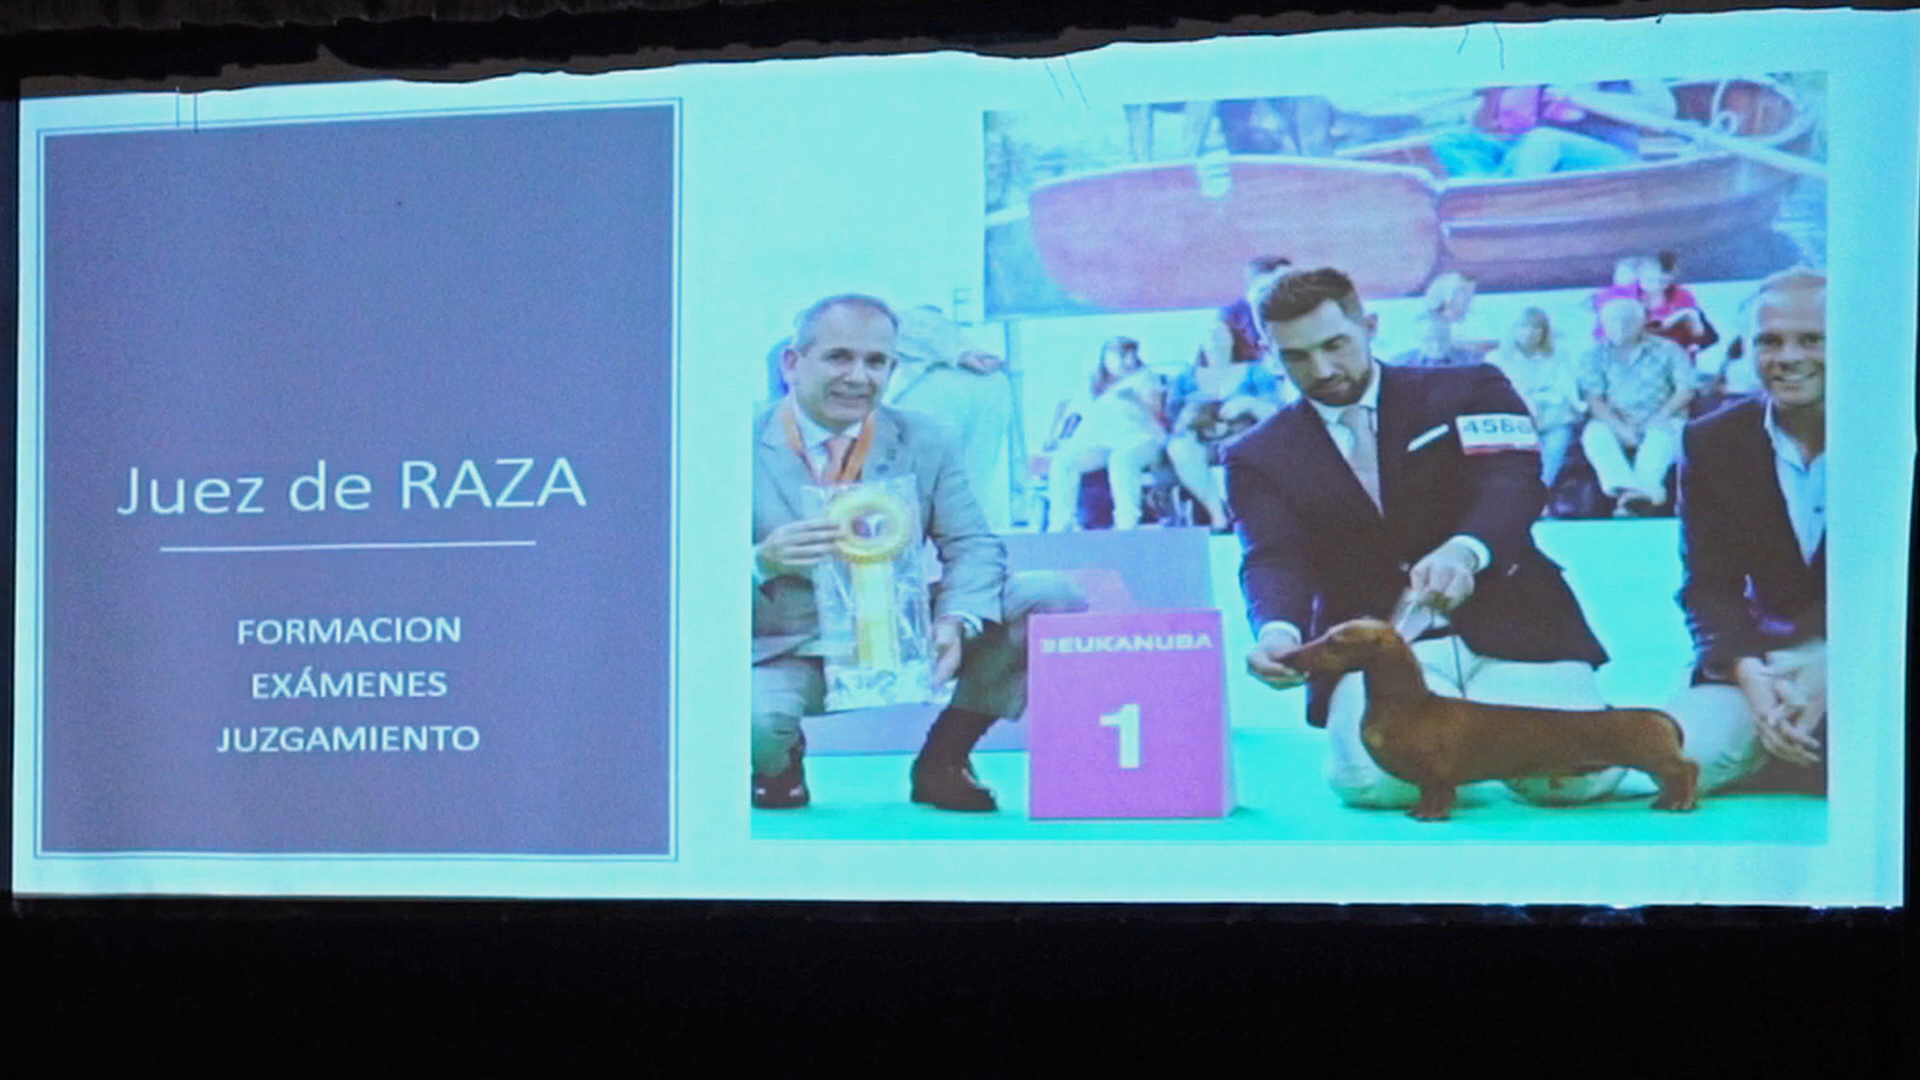 Juez de RAZA
FORMACION
EXÁMENES
JUZGAMIENTO
EUKANUBA
1